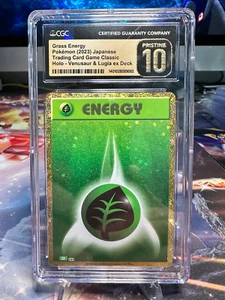 CGC
CERTIFIED GUARANTY COMPANY
Grass Energy
Pokémon (2023) Japanese
Trading Card Game Classic
Holo - Venusaur & Lugia ex Deck
PRISTINE
10
ENERGY